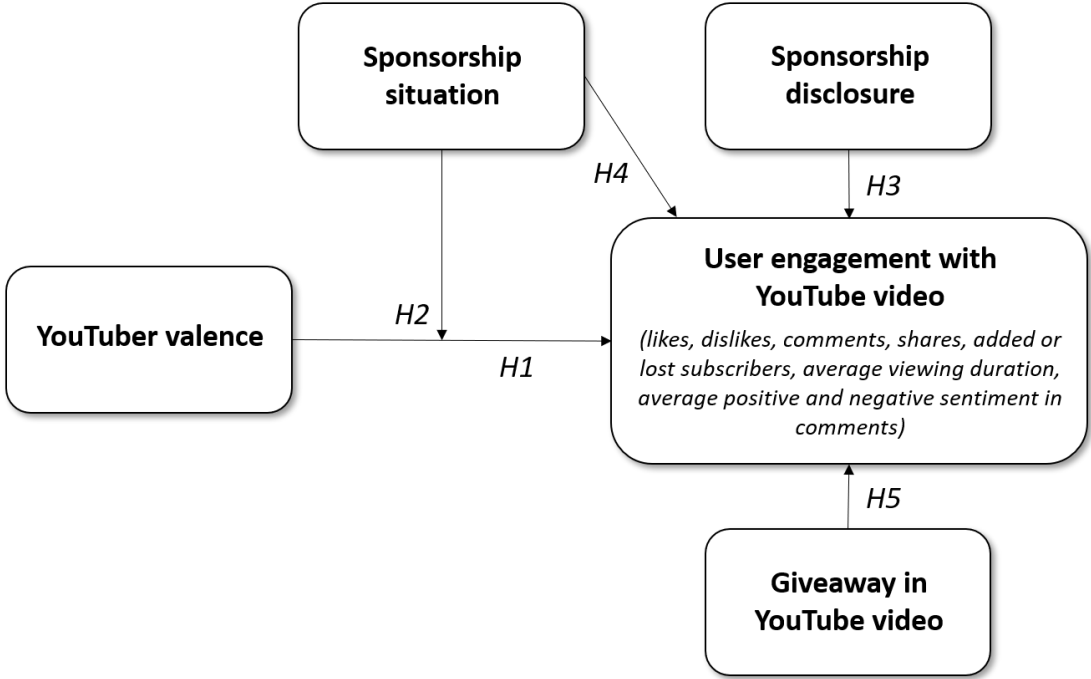 Sponsorship
situation
Sponsorship
disclosure
H4
H3
User engagement with
YouTube video
(likes, dislikes, comments, shares, added or
lost subscribers, average viewing duration,
average positive and negative sentiment in
comments)
YouTuber valence
H2
H1
H5
Giveaway in
YouTube video